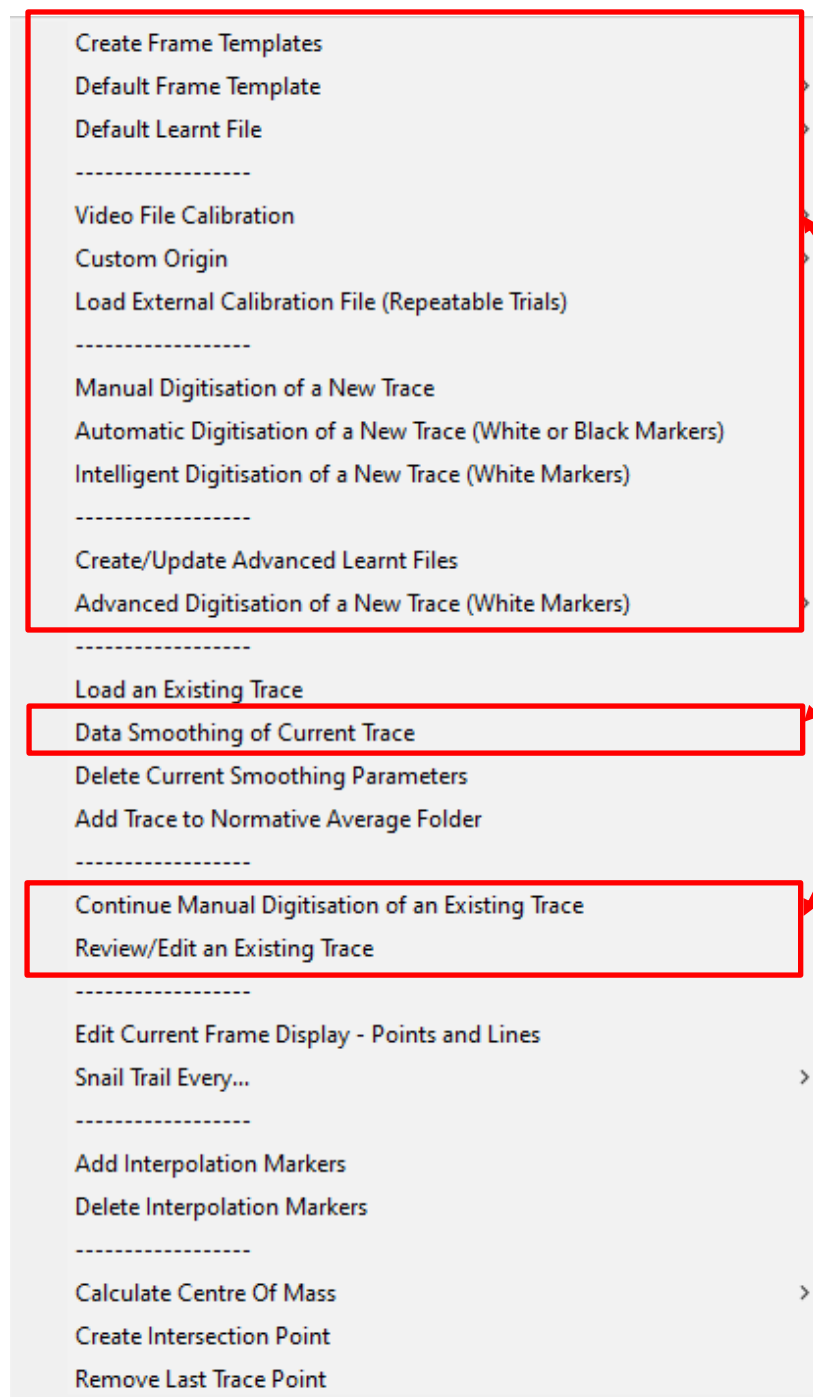 Create Frame Templates
Default Frame Template
Default Learnt File
------------------
Video File Calibration
Custom Origin
Load External Calibration File (Repeatable Trials)
------------------
Manual Digitisation of a New Trace
Automatic Digitisation of a New Trace (White or Black Markers)
Intelligent Digitisation of a New Trace (White Markers)
------------------
Create/Update Advanced Learnt Files
Advanced Digitisation of a New Trace (White Markers)
------------------
Load an Existing Trace
Data Smoothing of Current Trace
Delete Current Smoothing Parameters
Add Trace to Normative Average Folder
------------------
Continue Manual Digitisation of an Existing Trace
Review/Edit an Existing Trace
------------------
Edit Current Frame Display - Points and Lines
Snail Trail Every...
------------------
Add Interpolation Markers
Delete Interpolation Markers
------------------
Calculate Centre Of Mass
Create Intersection Point
Remove Last Trace Point